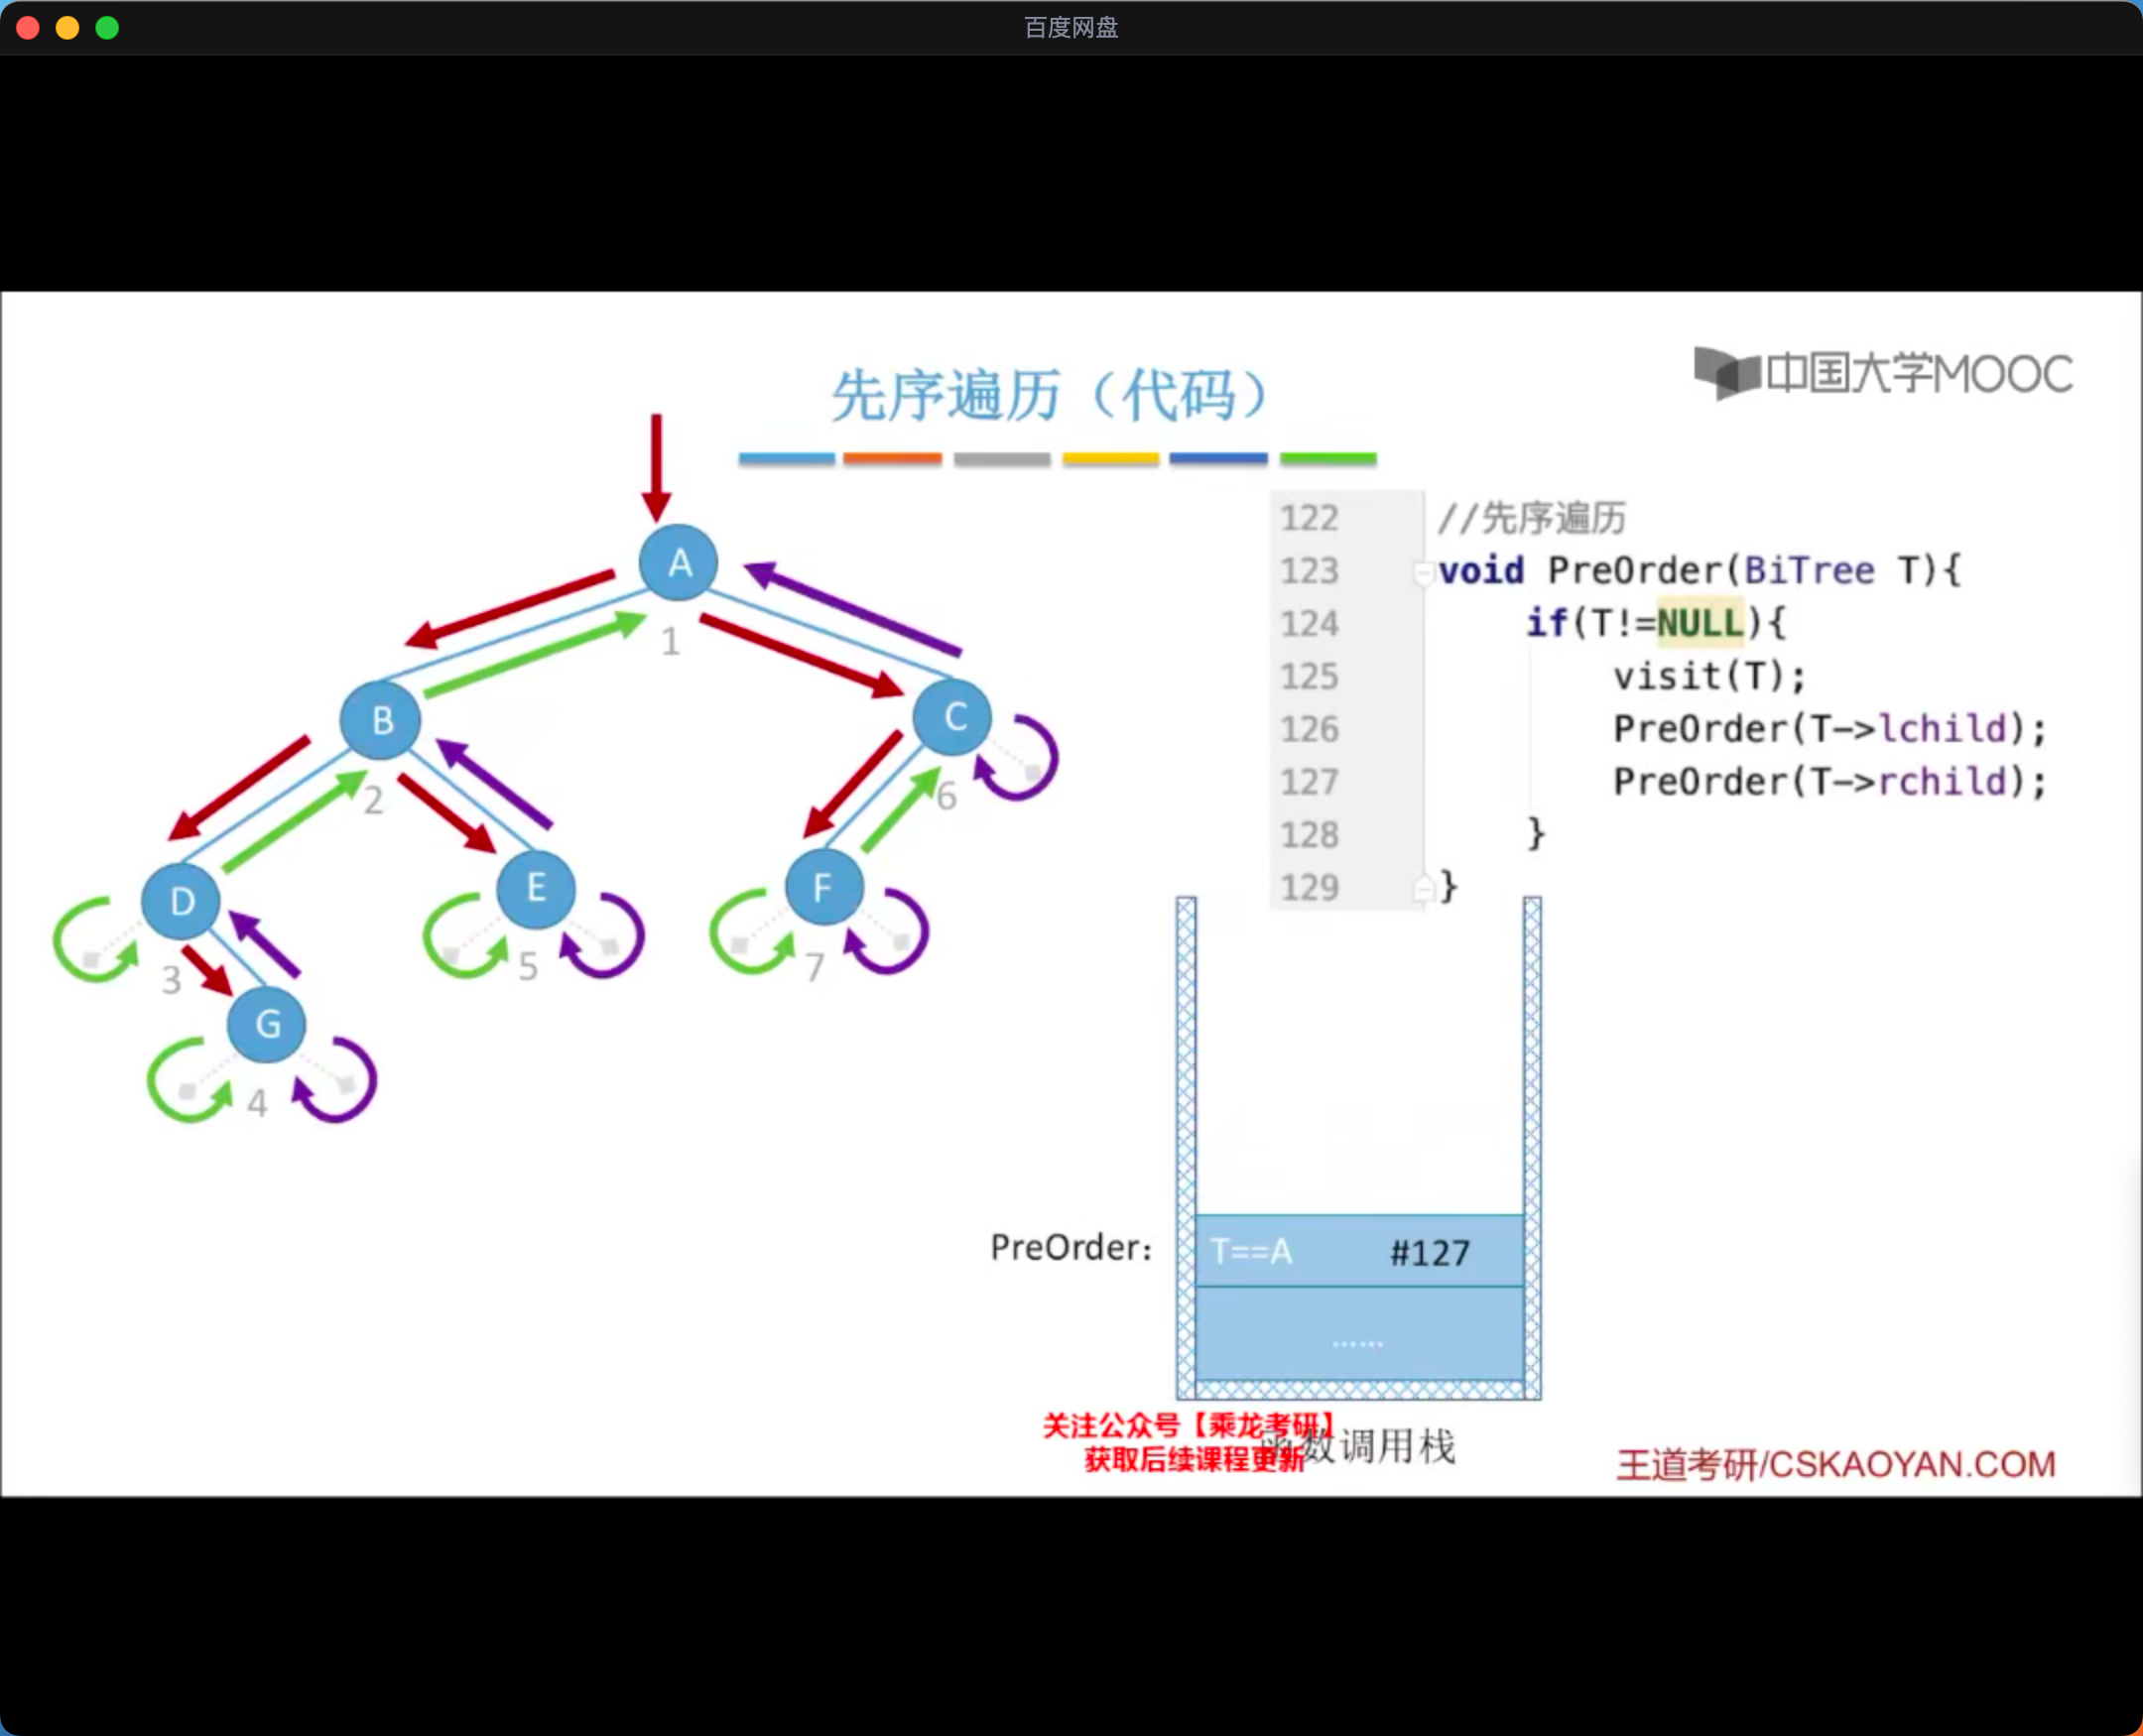 百度网盘
先序遍历（代码）
中国大学MOOC
A
1
B
C
2
6
D
E
F
3
5
7
G
4
122 //先序遍历
123 void PreOrder(BiTree T){
124 if(T!=NULL){
125 visit(T);
126 PreOrder(T->lchild);
127 PreOrder(T->rchild);
128 }
129 }
PreOrder: T==A #127
......
关注公众号【乘龙考研】
获取后续课程更新
函数调用栈
王道考研/CSKAOYAN.COM